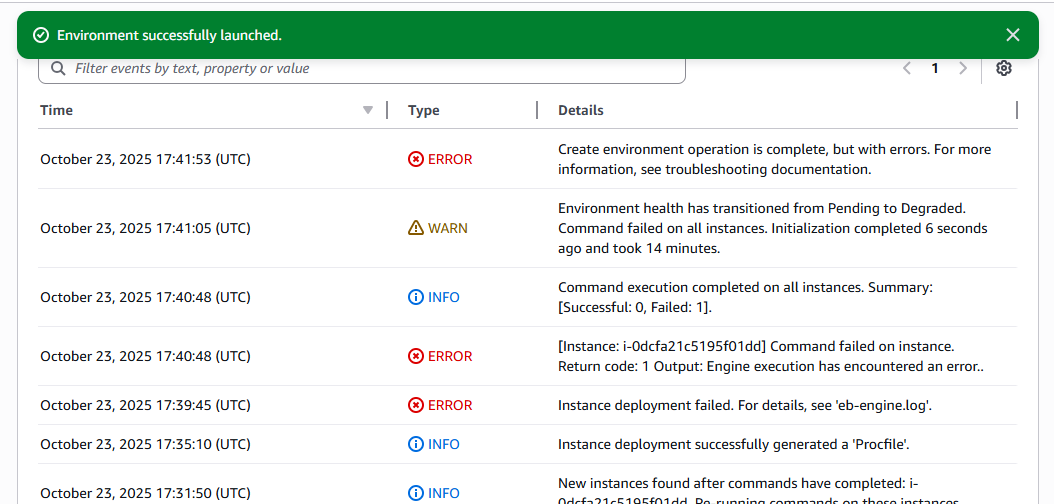 Environment successfully launched.
Filter events by text, property or value
1
Time Type Details
October 23, 2025 17:41:53 (UTC) ERROR Create environment operation is complete, but with errors. For more
information, see troubleshooting documentation.
October 23, 2025 17:41:05 (UTC) WARN Environment health has transitioned from Pending to Degraded.
Command failed on all instances. Initialization completed 6 seconds
ago and took 14 minutes.
October 23, 2025 17:40:48 (UTC) INFO Command execution completed on all instances. Summary:
[Successful: 0, Failed: 1].
October 23, 2025 17:40:48 (UTC) ERROR [Instance: i-0dcfa21c5195f01dd] Command failed on instance.
Return code: 1 Output: Engine execution has encountered an error..
October 23, 2025 17:39:45 (UTC) ERROR Instance deployment failed. For details, see 'eb-engine.log'.
October 23, 2025 17:35:10 (UTC) INFO Instance deployment successfully generated a 'Procfile'.
October 23, 2025 17:31:50 (UTC) INFO New instances found after commands have completed: i-
0dcfa21c5195f01dd. Re-running commands on these instances